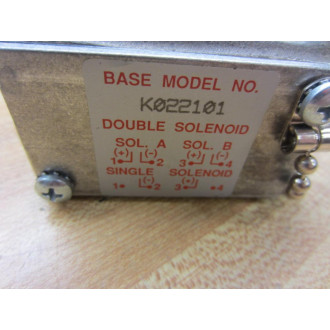 BASE MODEL NO.
K022101
DOUBLE SOLENOID
SOL. A SOL. B
(+) (-) (+) (-)
1 2 3 4
SINGLE SOLENOID
(-) (-)
1 2 3 4